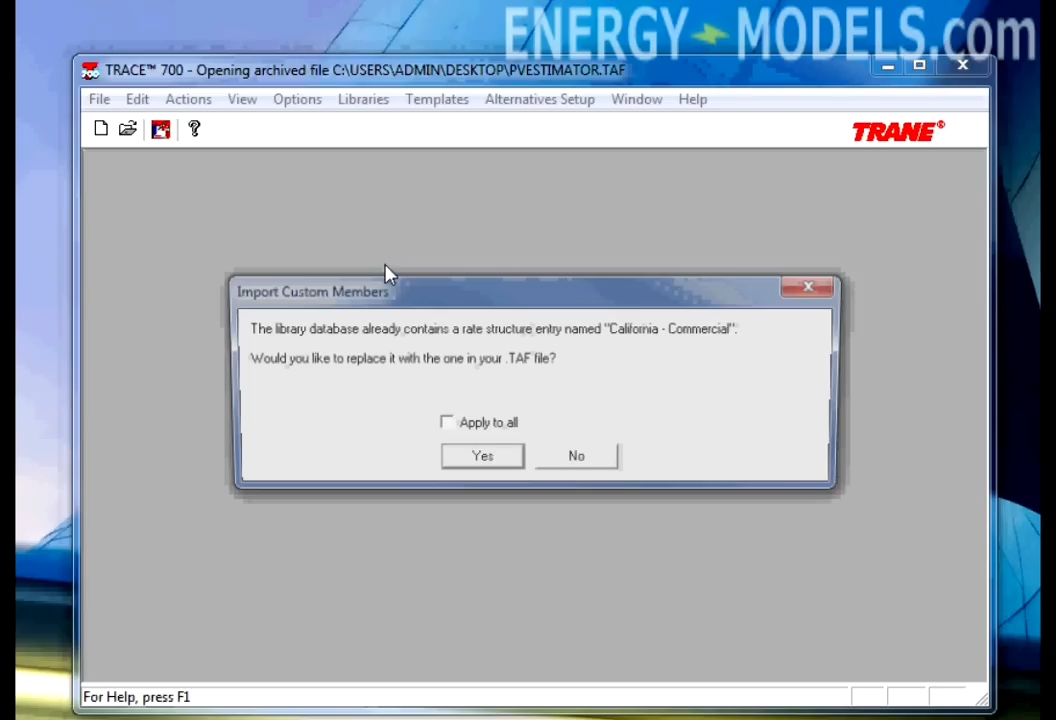 ENERGY MODELS.com
TRACE™ 700 - Opening archived file C:\USERS\ADMIN\DESKTOP\PVESTIMATOR.TAF
File Edit Actions View Options Libraries Templates Alternatives Setup Window Help
TRANE®
Import Custom Members
The library database already contains a rate structure entry named "California - Commercial".
Would you like to replace it with the one in your .TAF file?
Apply to all
Yes No
For Help, press F1